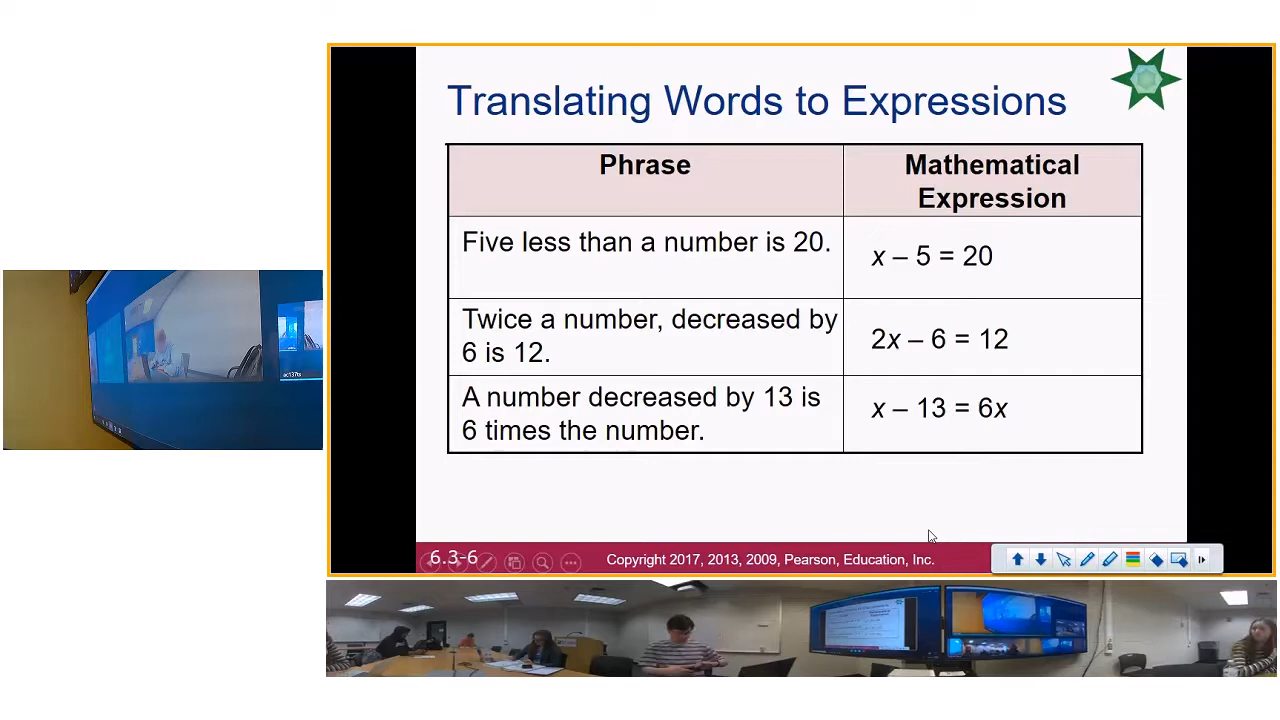 Translating Words to Expressions
Phrase
Mathematical
Expression
Five less than a number is 20.
x – 5 = 20
Twice a number, decreased by
6 is 12.
2x – 6 = 12
A number decreased by 13 is
6 times the number.
x – 13 = 6x
6.3-6
Copyright 2017, 2013, 2009, Pearson, Education, Inc.